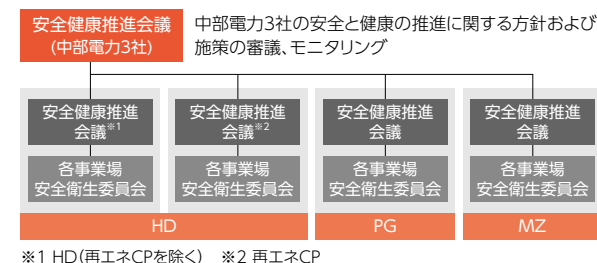 安全健康推進会議
(中部電力3社)
中部電力3社の安全と健康の推進に関する方針および
施策の審議、モニタリング
安全健康推進
会議※1
安全健康推進
会議※2
安全健康推進
会議
安全健康推進
会議
各事業場
安全衛生委員会
各事業場
安全衛生委員会
各事業場
安全衛生委員会
各事業場
安全衛生委員会
HD
PG
MZ
※1 HD(再エネCPを除く) ※2 再エネCP